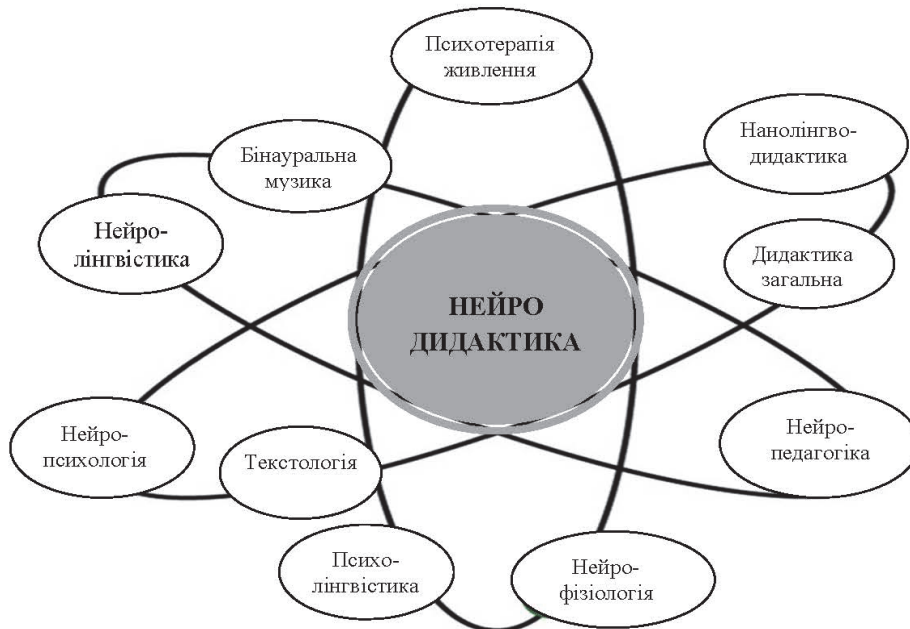 Психотерапія
живлення
Бінауральна
музика
Нанолінгво-
дидактика
Нейро-
лінгвістика
Дидактика
загальна
НЕЙРО
ДИДАКТИКА
Нейро-
психологія
Текстологія
Нейро-
педагогіка
Психо-
лінгвістика
Нейро-
фізіологія